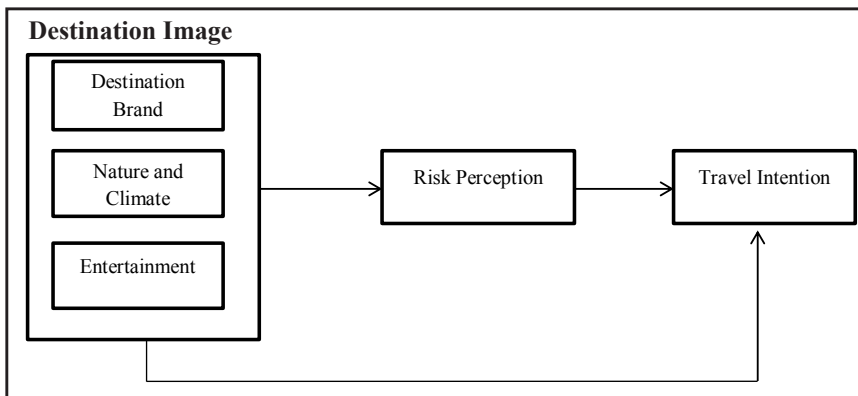 Destination Image
Destination
Brand
Nature and
Climate
Entertainment
Risk Perception
Travel Intention